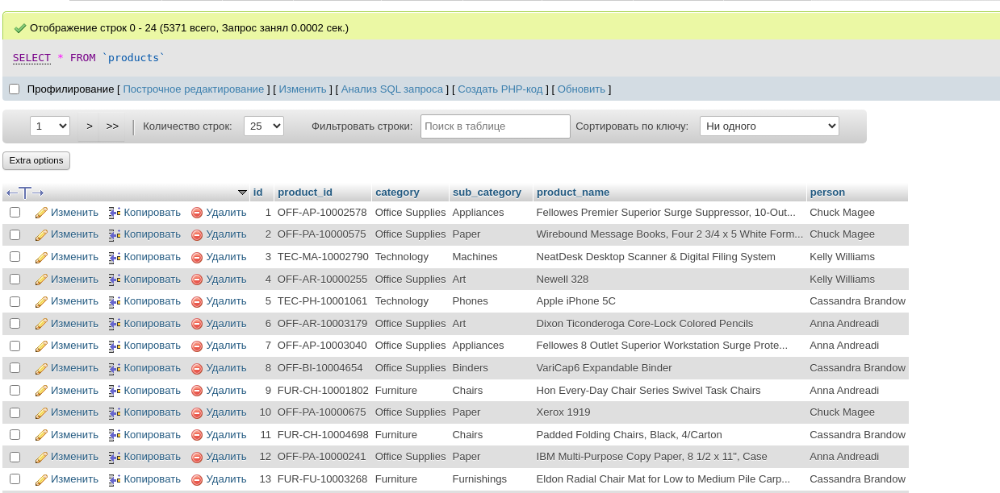 Отображение строк 0 - 24 (5371 всего, Запрос занял 0.0002 сек.)
SELECT * FROM `products`
Профилирование [ Построчное редактирование ] [ Изменить ] [ Анализ SQL запроса ] [ Создать PHP-код ] [ Обновить ]
1 > >> Количество строк: 25 Фильтровать строки: Поиск в таблице Сортировать по ключу: Ни одного
Extra options
←T→ id product_id category sub_category product_name person
Изменить Копировать Удалить 1 OFF-AP-10002578 Office Supplies Appliances Fellowes Premier Superior Surge Suppressor, 10-Out... Chuck Magee
Изменить Копировать Удалить 2 OFF-PA-10000575 Office Supplies Paper Wirebound Message Books, Four 2 3/4 x 5 White Form... Chuck Magee
Изменить Копировать Удалить 3 TEC-MA-10002790 Technology Machines NeatDesk Desktop Scanner & Digital Filing System Kelly Williams
Изменить Копировать Удалить 4 OFF-AR-10000255 Office Supplies Art Newell 328 Kelly Williams
Изменить Копировать Удалить 5 TEC-PH-10001061 Technology Phones Apple iPhone 5C Cassandra Brandow
Изменить Копировать Удалить 6 OFF-AR-10003179 Office Supplies Art Dixon Ticonderoga Core-Lock Colored Pencils Anna Andreadi
Изменить Копировать Удалить 7 OFF-AP-10003040 Office Supplies Appliances Fellowes 8 Outlet Superior Workstation Surge Prote... Anna Andreadi
Изменить Копировать Удалить 8 OFF-BI-10004654 Office Supplies Binders VariCap6 Expandable Binder Cassandra Brandow
Изменить Копировать Удалить 9 FUR-CH-10001802 Furniture Chairs Hon Every-Day Chair Series Swivel Task Chairs Anna Andreadi
Изменить Копировать Удалить 10 OFF-PA-10000675 Office Supplies Paper Xerox 1919 Chuck Magee
Изменить Копировать Удалить 11 FUR-CH-10004698 Furniture Chairs Padded Folding Chairs, Black, 4/Carton Cassandra Brandow
Изменить Копировать Удалить 12 OFF-PA-10000241 Office Supplies Paper IBM Multi-Purpose Copy Paper, 8 1/2 x 11", Case Anna Andreadi
Изменить Копировать Удалить 13 FUR-FU-10003268 Furniture Furnishings Eldon Radial Chair Mat for Low to Medium Pile Carp... Cassandra Brandow